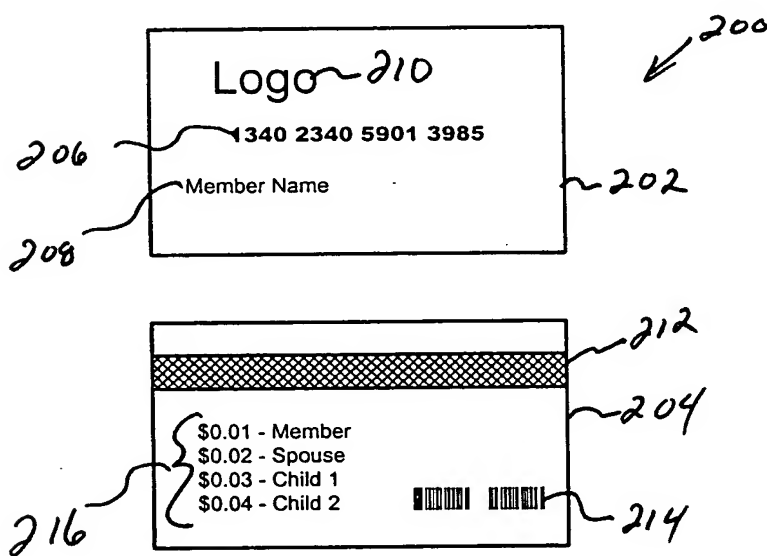 200
Logo 210
206 1340 2340 5901 3985
208 Member Name 202
212
204
$0.01 - Member
$0.02 - Spouse
$0.03 - Child 1
$0.04 - Child 2
216 214